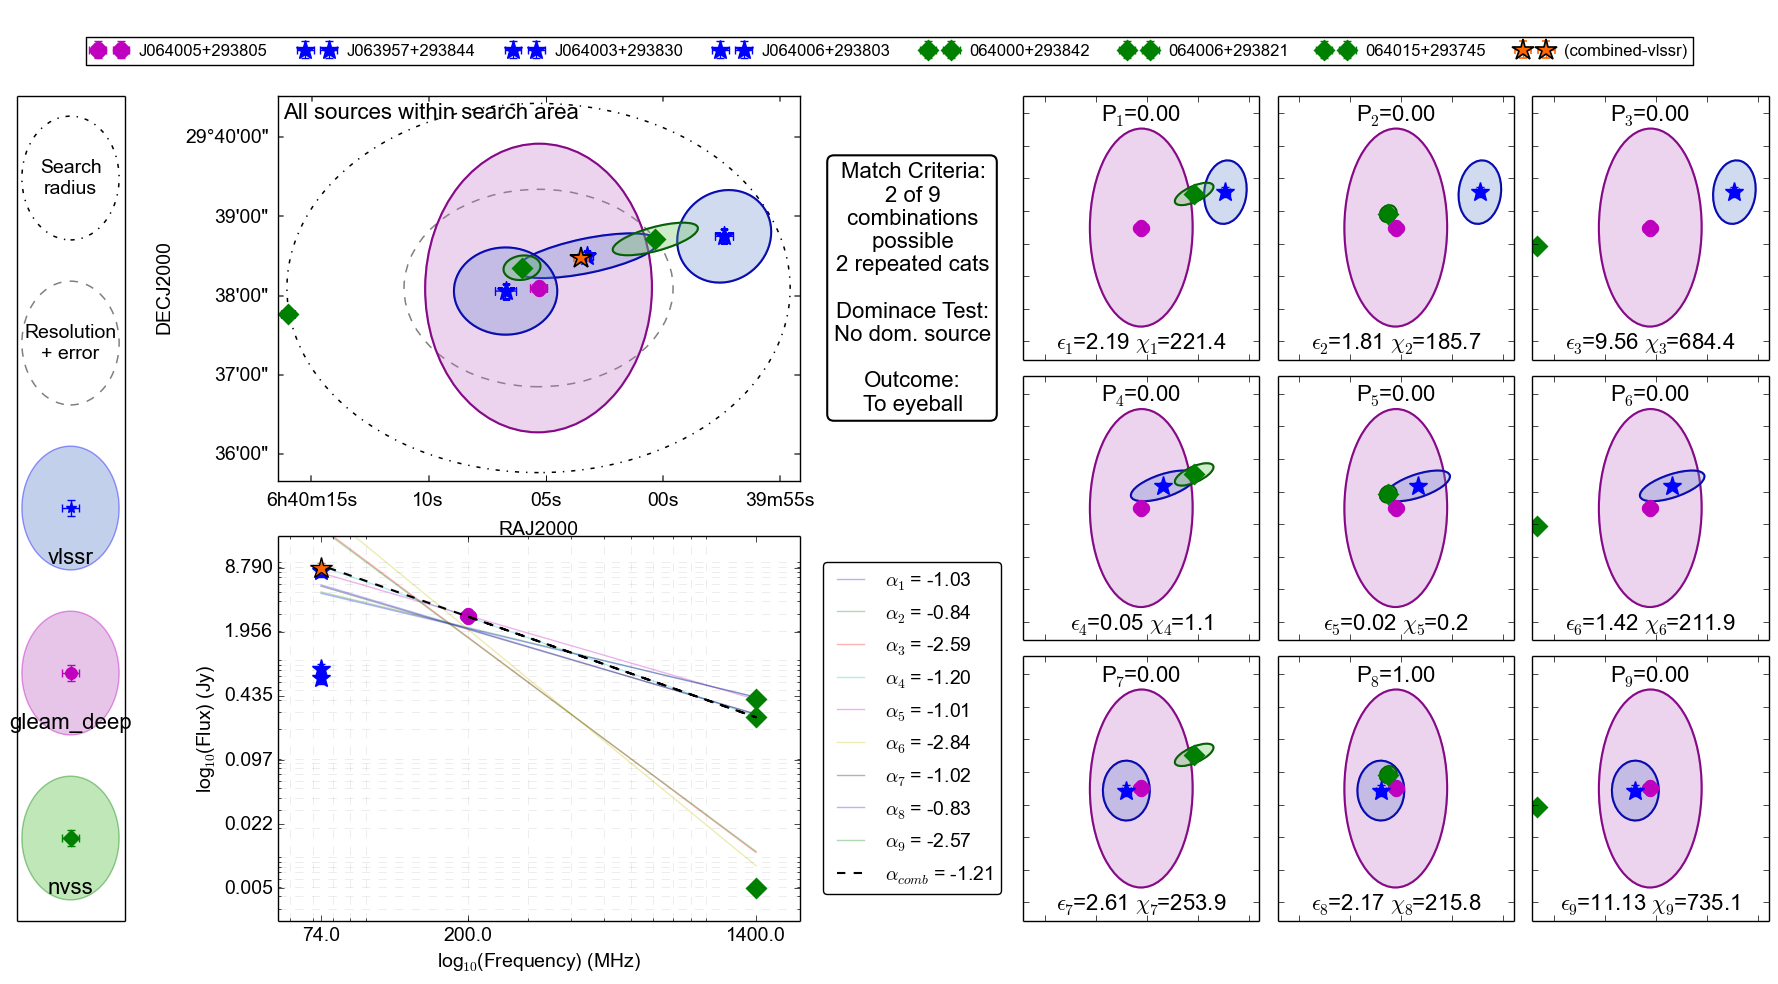 J064005+293805 J063957+293844 J064003+293830 J064006+293803 064000+293842 064006+293821 064015+293745 (combined-vlssr)
Search
radius
Resolution
+ error
vlssr
gleam_deep
nvss
All sources within search area
DECJ2000
29°40'00"
39'00"
38'00"
37'00"
36'00"
6h40m15s 10s 05s 00s 39m55s
RAJ2000
Match Criteria:
2 of 9
combinations
possible
2 repeated cats
Dominace Test:
No dom. source
Outcome:
To eyeball
log₁₀(Flux) (Jy)
8.790
1.956
0.435
0.097
0.022
0.005
74.0 200.0 1400.0
log₁₀(Frequency) (MHz)
α₁ = -1.03
α₂ = -0.84
α₃ = -2.59
α₄ = -1.20
α₅ = -1.01
α₆ = -2.84
α₇ = -1.02
α₈ = -0.83
α₉ = -2.57
α_comb = -1.21
P₁=0.00
ϵ₁=2.19 χ₁=221.4
P₂=0.00
ϵ₂=1.81 χ₂=185.7
P₃=0.00
ϵ₃=9.56 χ₃=684.4
P₄=0.00
ϵ₄=0.05 χ₄=1.1
P₅=0.00
ϵ₅=0.02 χ₅=0.2
P₆=0.00
ϵ₆=1.42 χ₆=211.9
P₇=0.00
ϵ₇=2.61 χ₇=253.9
P₈=1.00
ϵ₈=2.17 χ₈=215.8
P₉=0.00
ϵ₉=11.13 χ₉=735.1